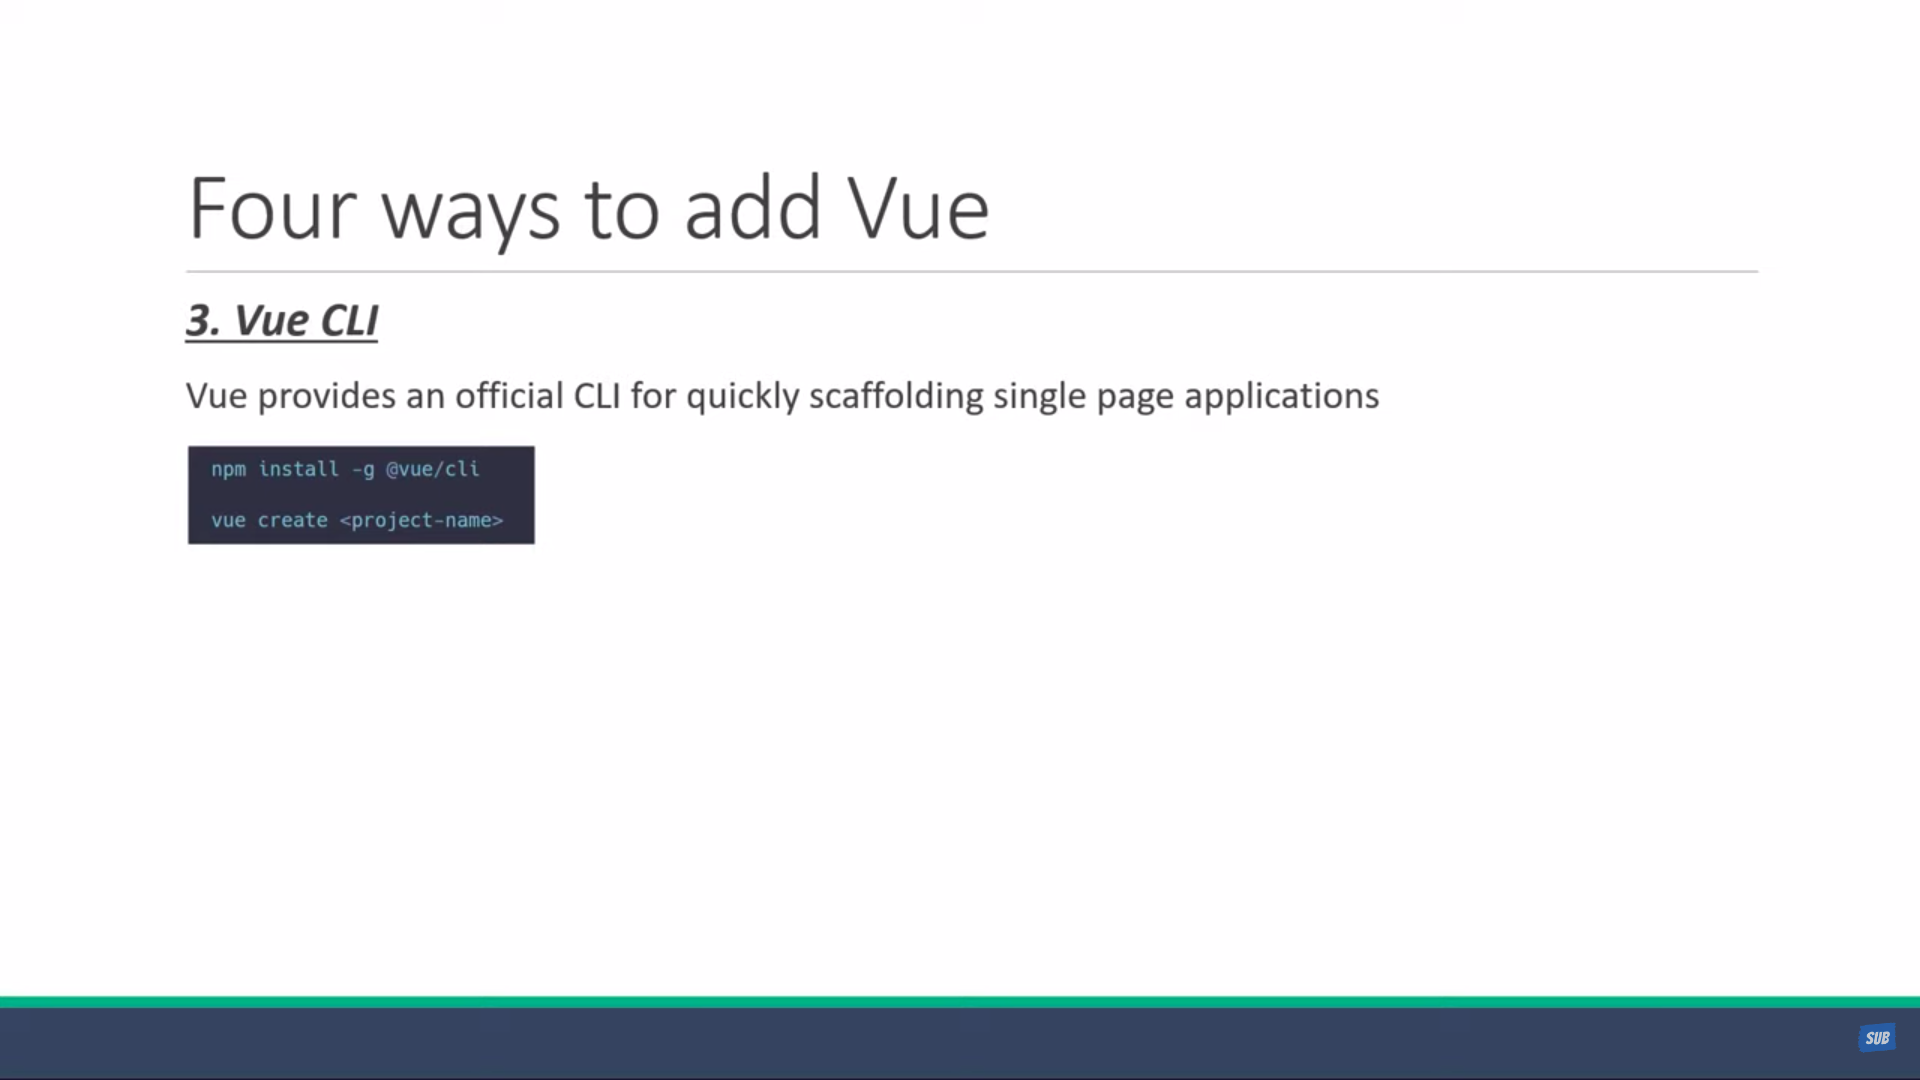 Four ways to add Vue
3. Vue CLI
Vue provides an official CLI for quickly scaffolding single page applications
npm install -g @vue/cli
vue create <project-name>
SUB